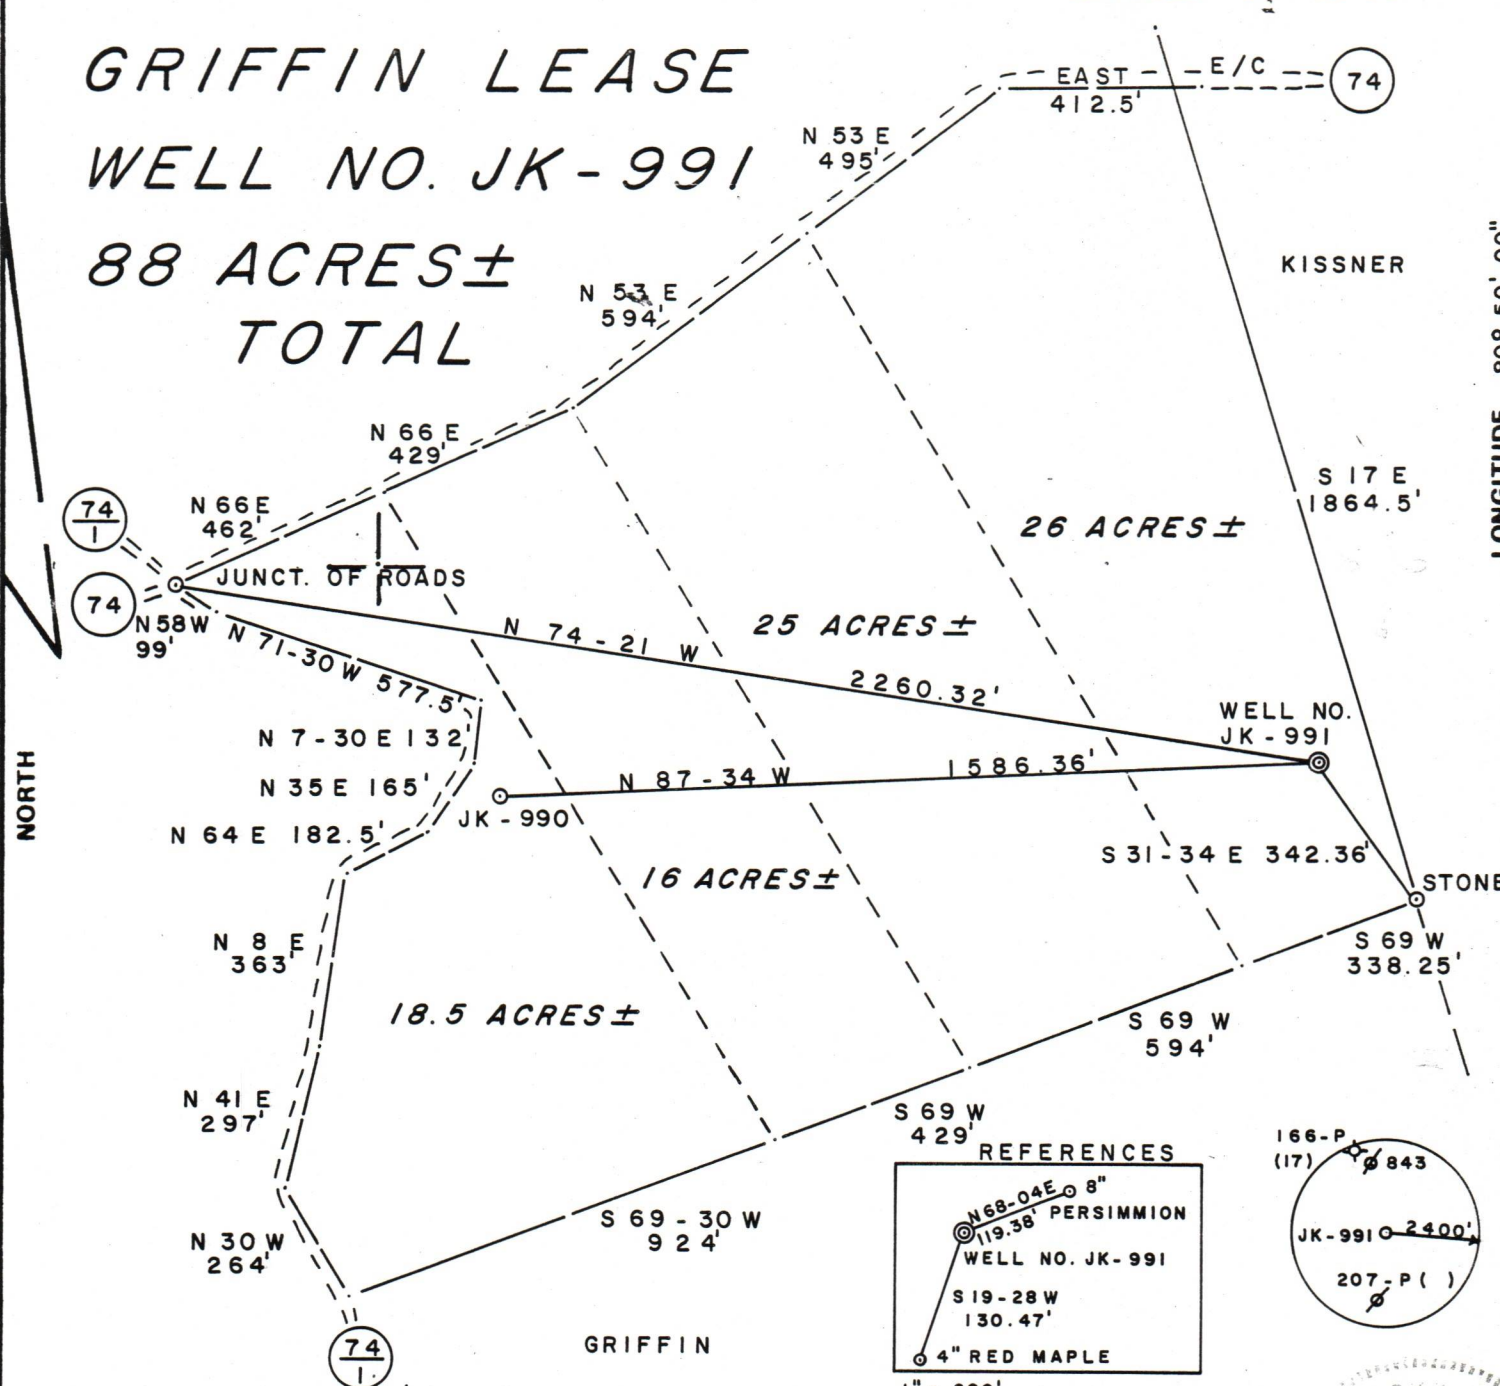 GRIFFIN LEASE
WELL NO. JK-991
88 ACRES±
TOTAL
EAST
412.5'
E/C
74
N 53 E
495'
KISSNER
N 53 E
594'
N 66 E
429'
N 66 E
462'
74
1
74
JUNCT. OF ROADS
N 58 W
99'
N 71-30 W 577.5'
N 74-21 W
2260.32'
S 17 E
1864.5'
LONGITUDE
26 ACRES±
25 ACRES±
WELL NO.
JK-991
N 7-30 E 132'
N 35 E 165'
N 64 E 182.5'
NORTH
N 87-34 W 1586.36'
JK-990
S 31-34 E 342.36'
STONE
16 ACRES±
S 69 W
338.25'
N 8 E
363'
18.5 ACRES±
S 69 W
594'
N 41 E
297'
S 69 W
429'
S 69-30 W
924'
N 30 W
264'
74
1
GRIFFIN
REFERENCES
N 68-04 E
119.38'
8"
PERSIMMION
WELL NO. JK-991
S 19-28 W
130.47'
4" RED MAPLE
166-P
(17)
843
JK-991
2400'
207-P ( )